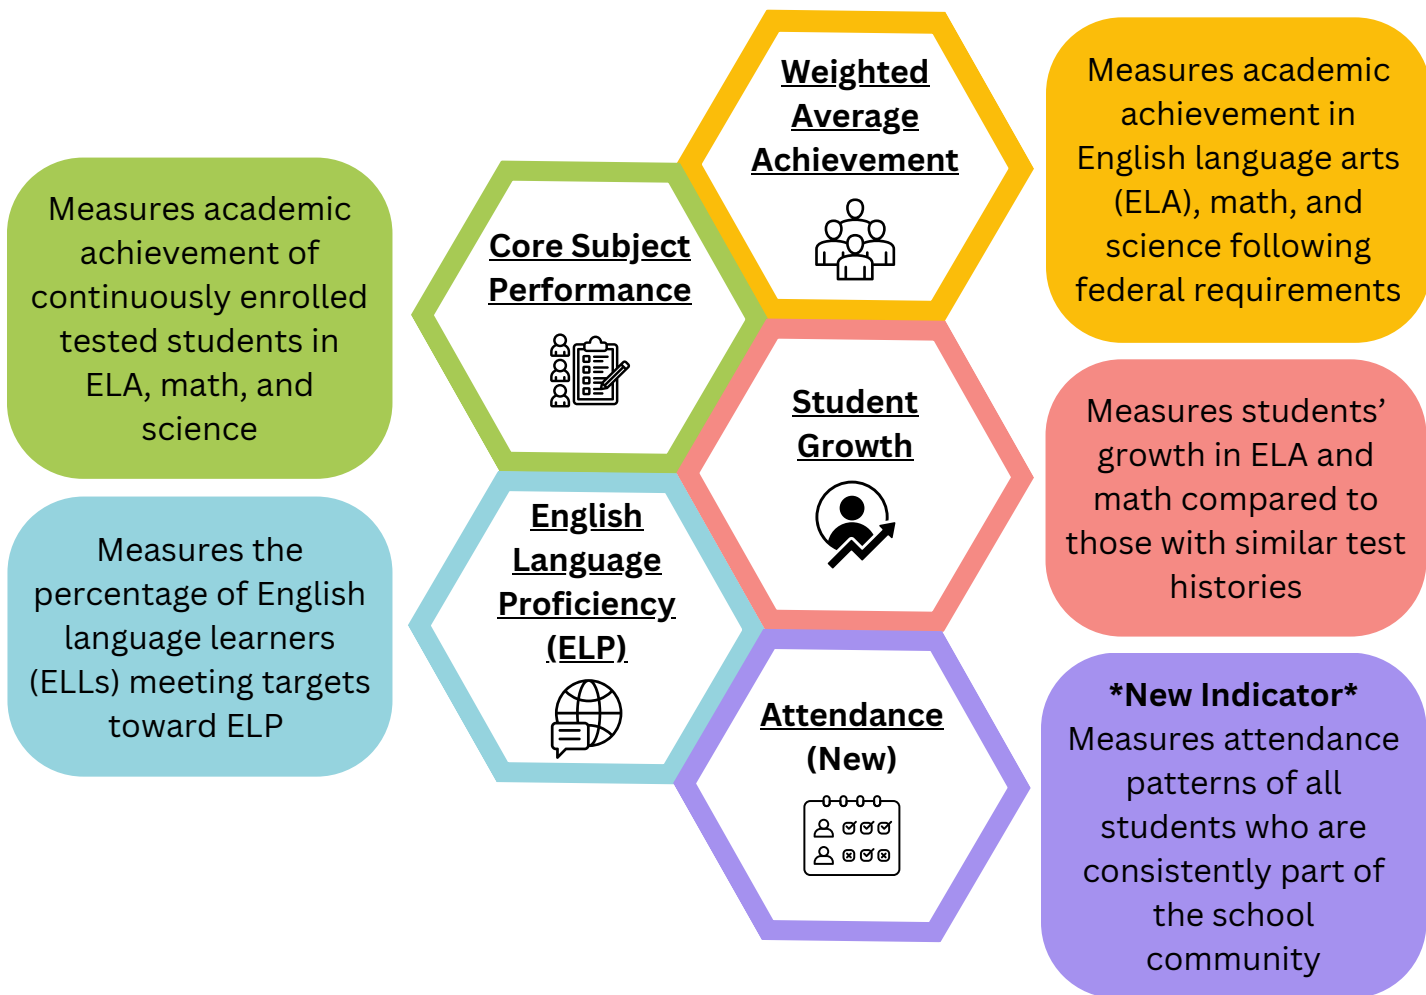 Weighted
Average
Achievement
Measures academic
achievement in
English language arts
(ELA), math, and
science following
federal requirements
Measures academic
achievement of
continuously enrolled
tested students in
ELA, math, and
science
Core Subject
Performance
Student
Growth
Measures students’
growth in ELA and
math compared to
those with similar test
histories
Measures the
percentage of English
language learners
(ELLs) meeting targets
toward ELP
English
Language
Proficiency
(ELP)
Attendance
(New)
*New Indicator*
Measures attendance
patterns of all
students who are
consistently part of
the school
community